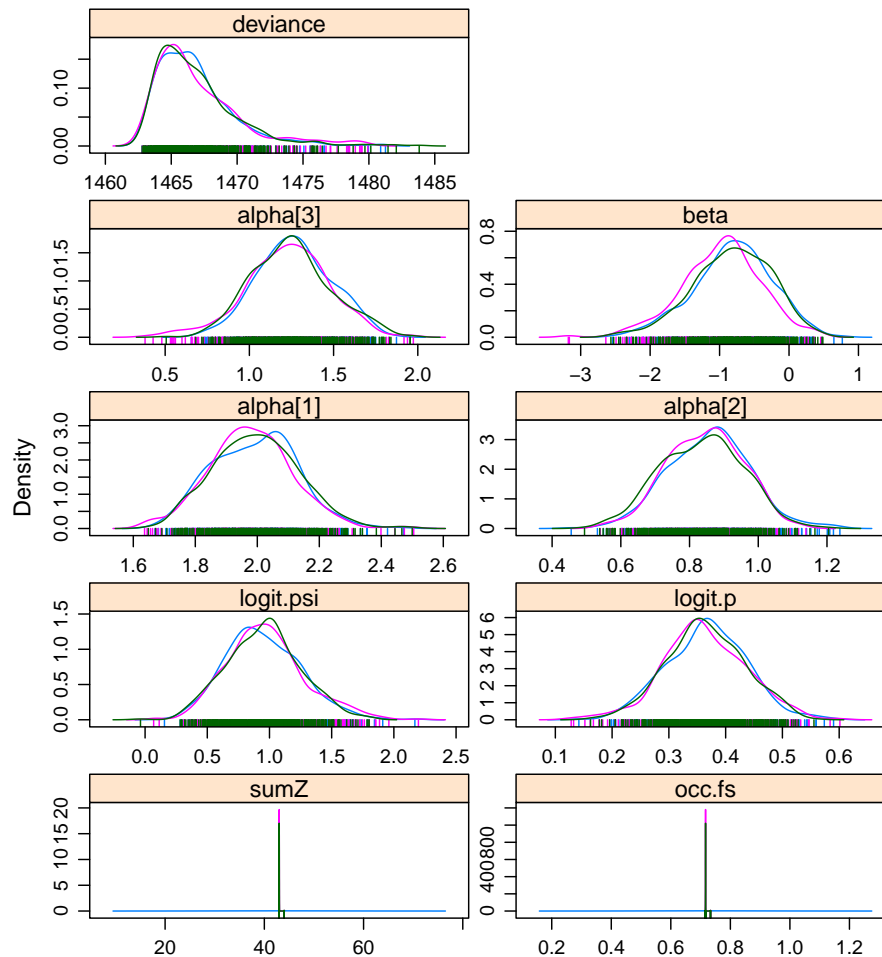 deviance
0.00 0.10
1460 1465 1470 1475 1480 1485
alpha[3] beta
0.00.51.01.5 0.0 0.4 0.8
0.5 1.0 1.5 2.0 −3 −2 −1 0 1
alpha[1] alpha[2]
Density
0.0 1.0 2.0 3.0 0 1 2 3
1.6 1.8 2.0 2.2 2.4 2.6 0.4 0.6 0.8 1.0 1.2
logit.psi logit.p
0.0 0.5 1.0 1.5 0 1 2 3 4 5 6
0.0 0.5 1.0 1.5 2.0 2.5 0.1 0.2 0.3 0.4 0.5 0.6
sumZ occ.fs
0 5 10 15 20 0 400800
20 40 60 0.2 0.4 0.6 0.8 1.0 1.2